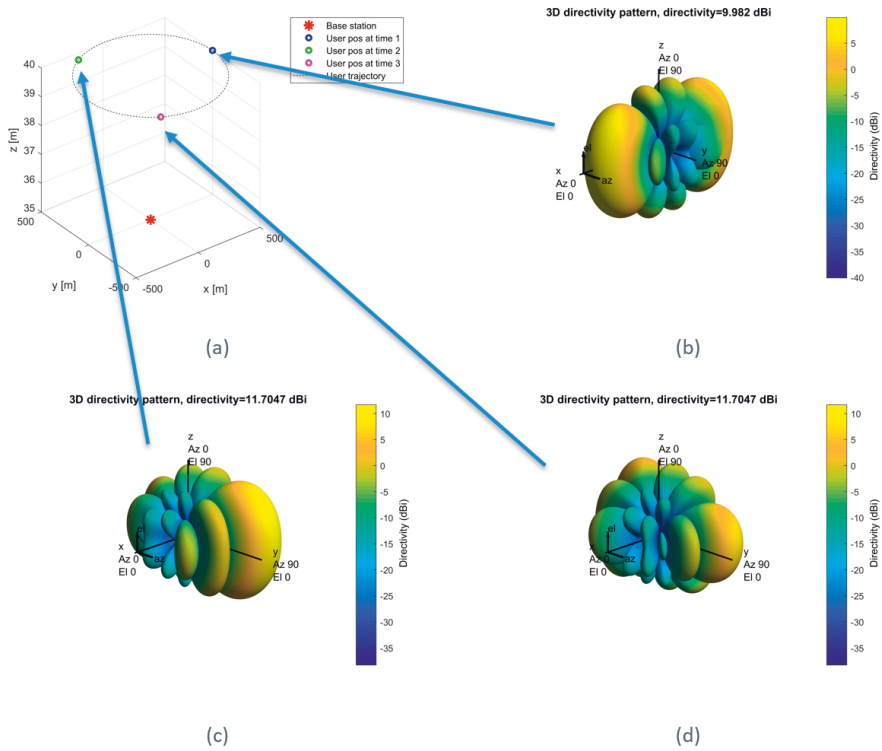 Base station
User pos at time 1
User pos at time 2
User pos at time 3
User trajectory
40
39
38
37
36
35
z [m]
500
0
-500
y [m]
-500
0
500
x [m]
(a)
3D directivity pattern, directivity=9.982 dBi
z
Az 0
El 90
y
Az 90
El 0
x
Az 0
El 0
el
az
5
0
-5
-10
-15
-20
-25
-30
-35
-40
Directivity (dBi)
(b)
3D directivity pattern, directivity=11.7047 dBi
z
Az 0
El 90
x
Az 0
El 0
el
az
y
Az 90
El 0
10
5
0
-5
-10
-15
-20
-25
-30
-35
Directivity (dBi)
(c)
3D directivity pattern, directivity=11.7047 dBi
z
Az 0
El 90
x
Az 0
El 0
el
az
y
Az 90
El 0
10
5
0
-5
-10
-15
-20
-25
-30
-35
Directivity (dBi)
(d)